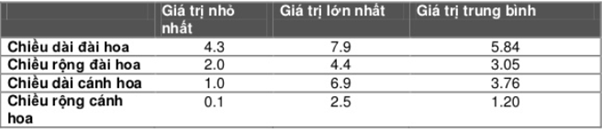 Giá trị nhỏ nhất Giá trị lớn nhất Giá trị trung bình
Chiều dài đài hoa 4.3 7.9 5.84
Chiều rộng đài hoa 2.0 4.4 3.05
Chiều dài cánh hoa 1.0 6.9 3.76
Chiều rộng cánh hoa 0.1 2.5 1.20